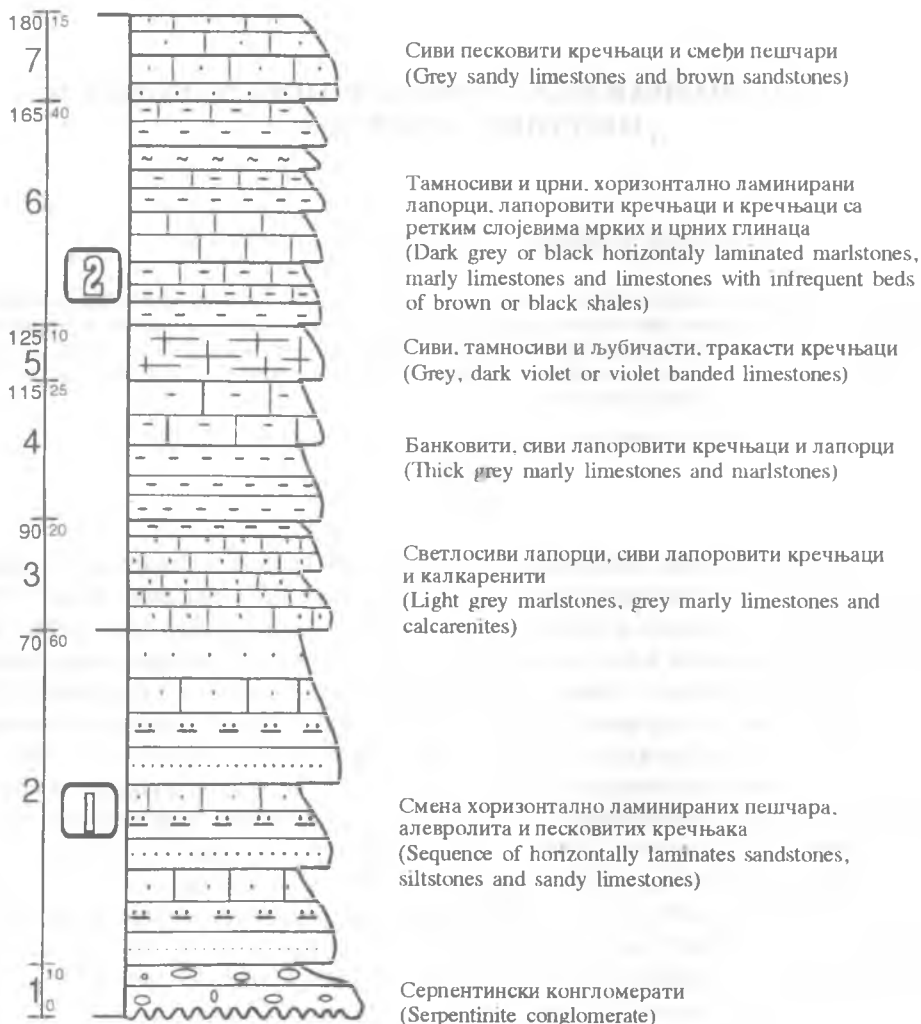 180 15
7
Сиви песковити кречњаци и смеђи пешчари
(Grey sandy limestones and brown sandstones)
165 40
6
Тамносиви и црни, хоризонтално ламинирани
лапорци, лапоровити кречњаци и кречњаци са
ретким слојевима мрких и црних глинаца
(Dark grey or black horizontaly laminated marlstones,
marly limestones and limestones with infrequent beds
of brown or black shales)
2
125 10
5
Сиви, тамносиви и љубичасти, тракасти кречњаци
(Grey, dark violet or violet banded limestones)
115 25
4
Банковити, сиви лапоровити кречњаци и лапорци
(Thick grey marly limestones and marlstones)
90 20
3
Светлосиви лапорци, сиви лапоровити кречњаци
и калкаренити
(Light grey marlstones, grey marly limestones and
calcarenites)
70 60
2
1
Смена хоризонтално ламинираних пешчара,
алевролита и песковитих кречњака
(Sequence of horizontally laminates sandstones,
siltstones and sandy limestones)
10
1
0
Серпентински конгломерати
(Serpentinite conglomerate)